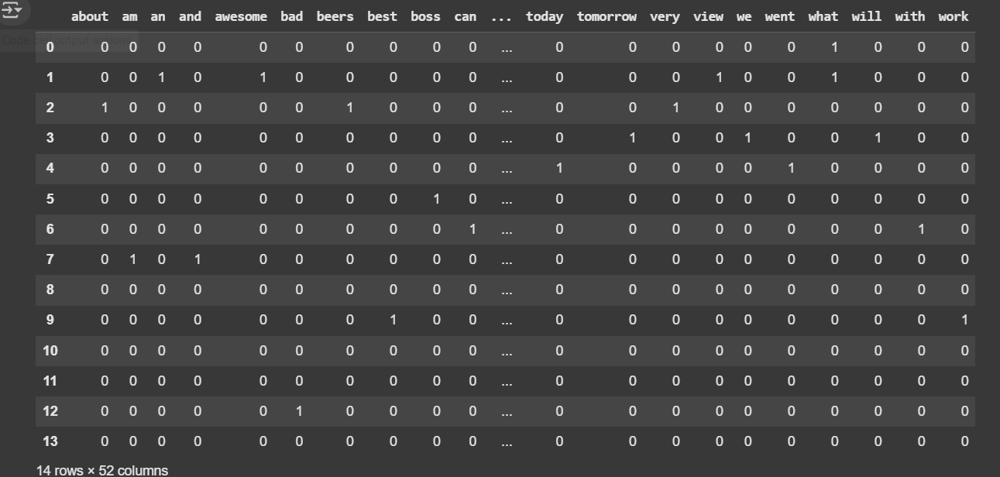 about am an and awesome bad beers best boss can ... today tomorrow very view we went what will with work
Code cell output actions
0 0 0 0 0 0 0 0 0 0 0 ... 0 0 0 0 0 0 1 0 0 0
1 0 0 1 0 1 0 0 0 0 0 ... 0 0 0 1 0 0 1 0 0 0
2 1 0 0 0 0 0 1 0 0 0 ... 0 0 1 0 0 0 0 0 0 0
3 0 0 0 0 0 0 0 0 0 0 ... 0 1 0 0 1 0 0 1 0 0
4 0 0 0 0 0 0 0 0 0 0 ... 1 0 0 0 0 1 0 0 0 0
5 0 0 0 0 0 0 0 0 1 0 ... 0 0 0 0 0 0 0 0 0 0
6 0 0 0 0 0 0 0 0 0 1 ... 0 0 0 0 0 0 0 0 1 0
7 0 1 0 1 0 0 0 0 0 0 ... 0 0 0 0 0 0 0 0 0 0
8 0 0 0 0 0 0 0 0 0 0 ... 0 0 0 0 0 0 0 0 0 0
9 0 0 0 0 0 0 0 1 0 0 ... 0 0 0 0 0 0 0 0 0 1
10 0 0 0 0 0 0 0 0 0 0 ... 0 0 0 0 0 0 0 0 0 0
11 0 0 0 0 0 0 0 0 0 0 ... 0 0 0 0 0 0 0 0 0 0
12 0 0 0 0 0 1 0 0 0 0 ... 0 0 0 0 0 0 0 0 0 0
13 0 0 0 0 0 0 0 0 0 0 ... 0 0 0 0 0 0 0 0 0 0
14 rows × 52 columns